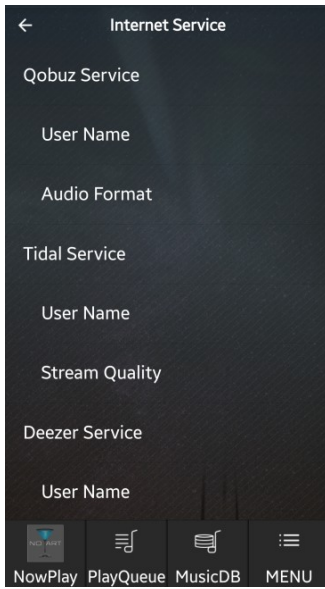 Internet Service
Qobuz Service
User Name
Audio Format
Tidal Service
User Name
Stream Quality
Deezer Service
User Name
NO ART
NowPlay PlayQueue MusicDB MENU